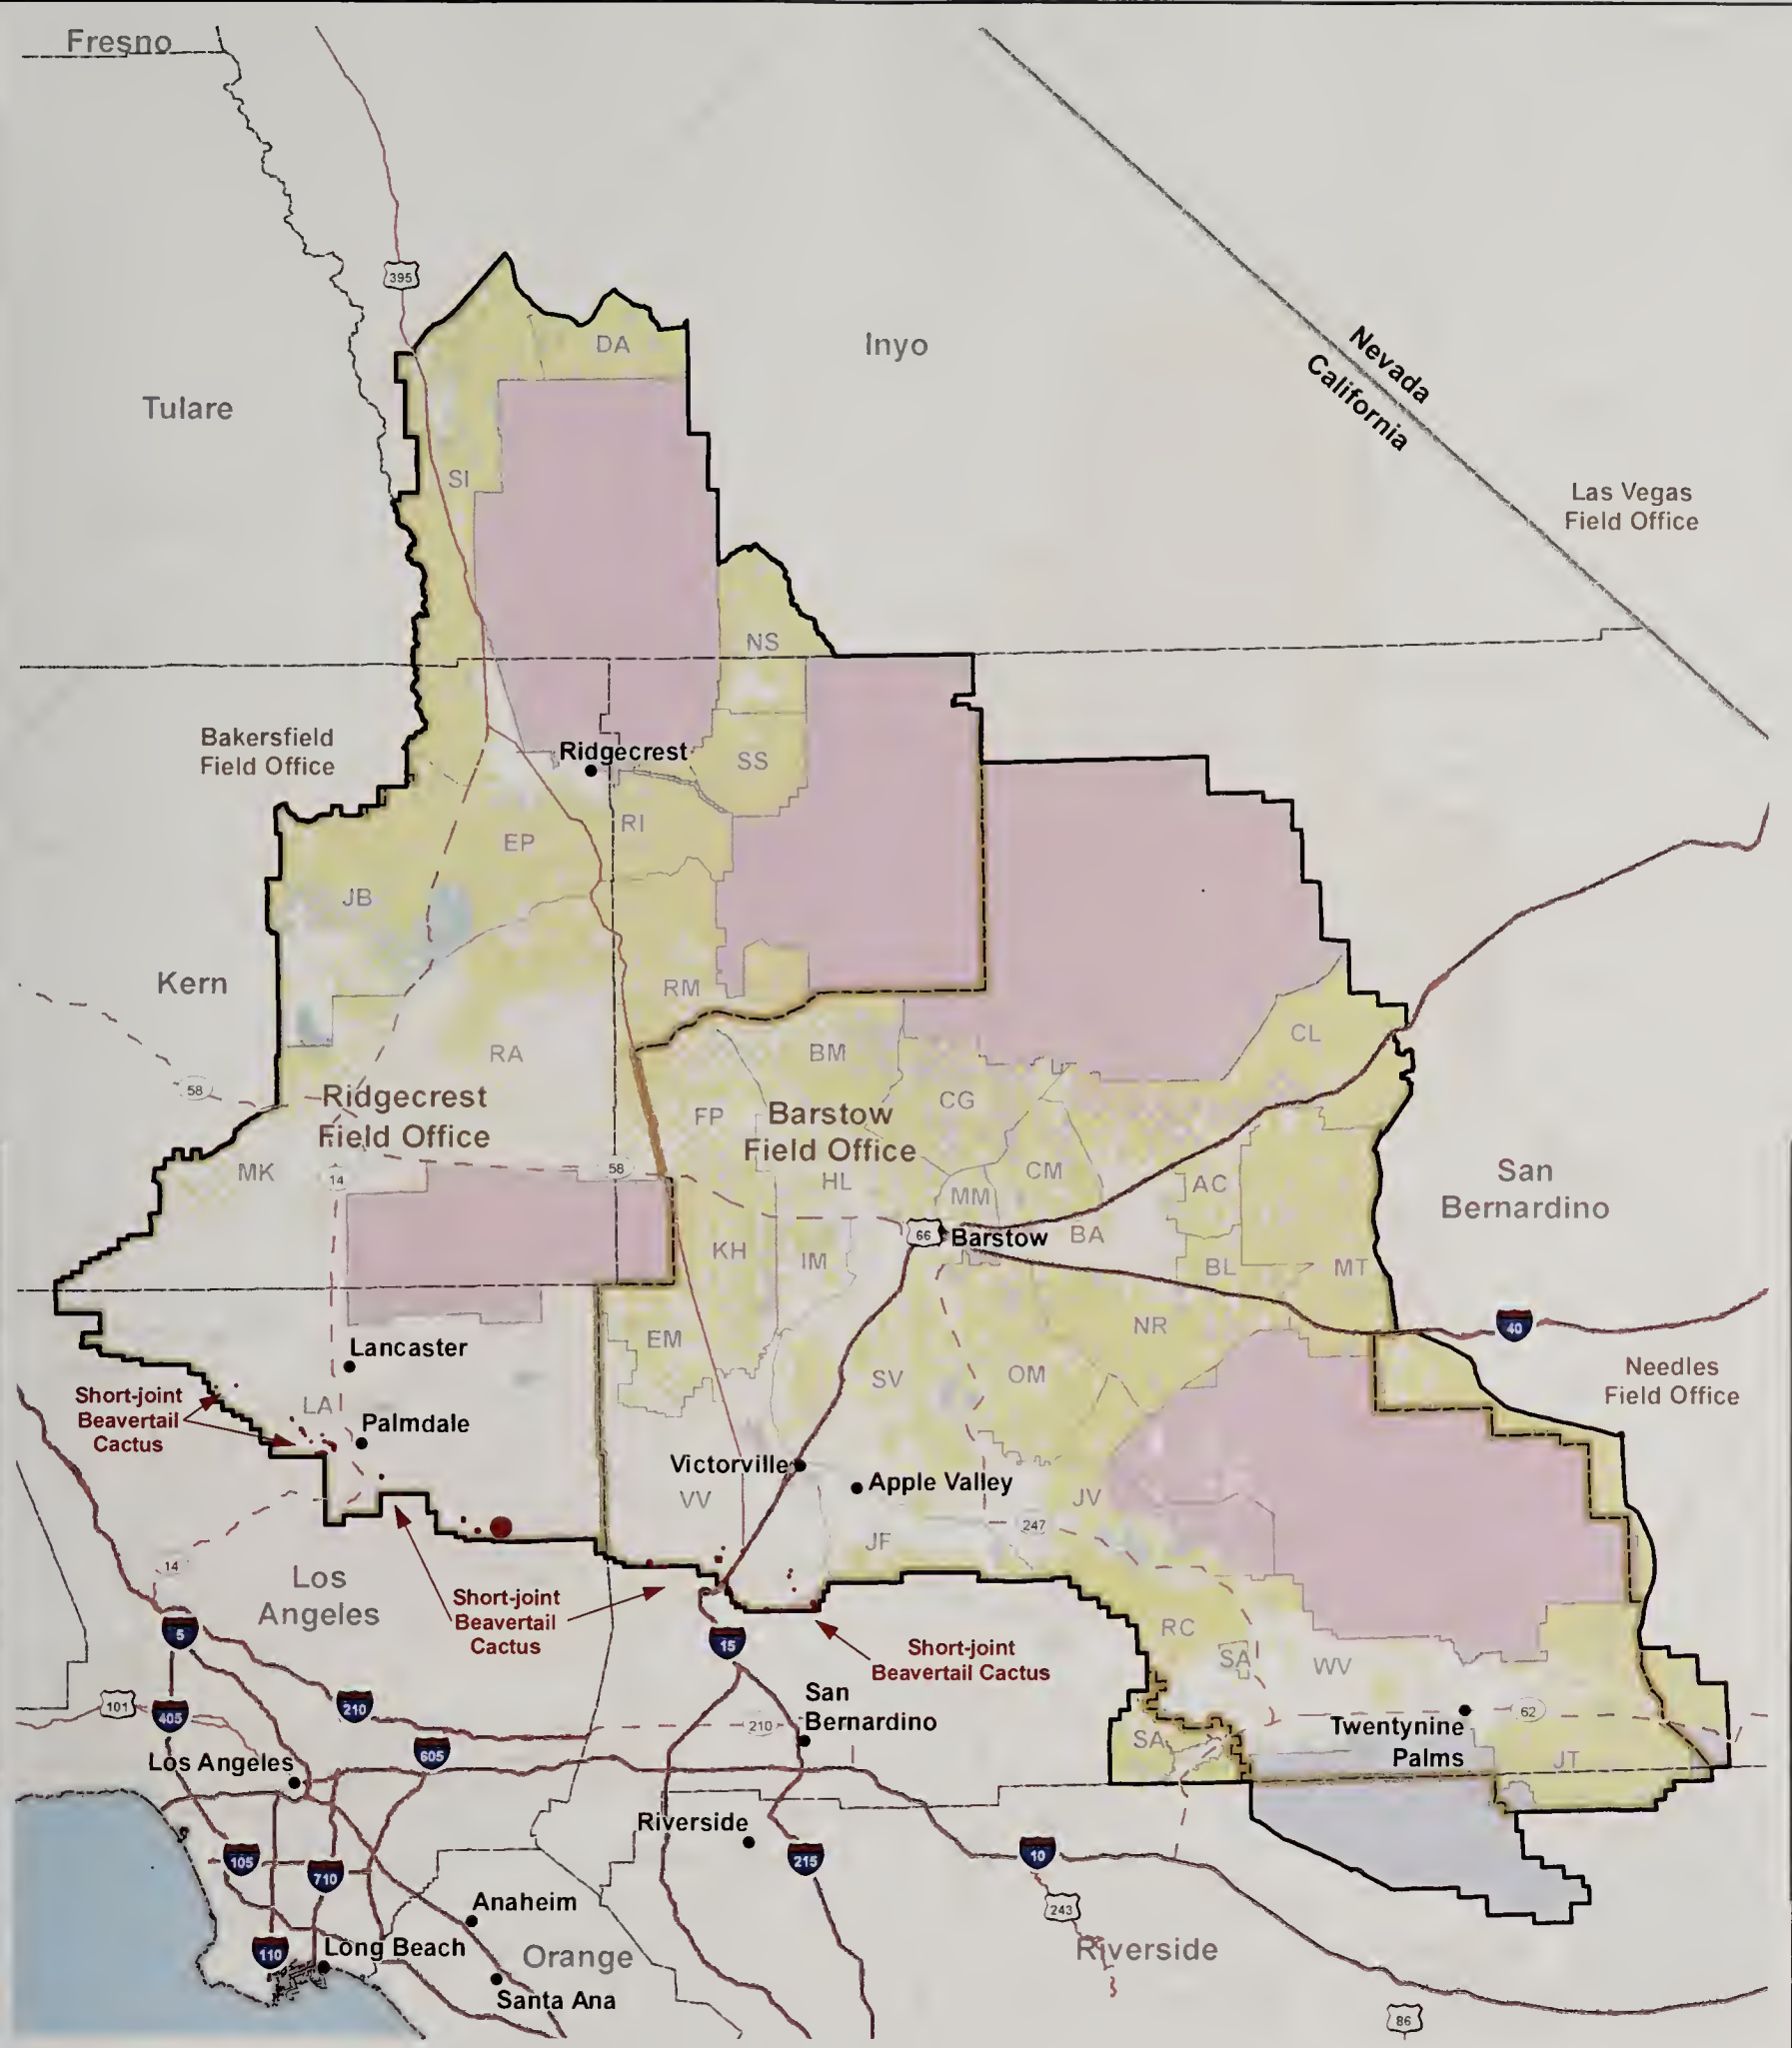 Fresno
395
DA
Inyo
Nevada
California
Tulare
SI
Las Vegas
Field Office
NS
Bakersfield
Field Office
Ridgecrest
SS
RI
EP
JB
Kern
RM
CL
RA
BM
58
Ridgecrest
Field Office
FP
Barstow
Field Office
CG
MK
14
58
HL
MM
CM
AC
San
Bernardino
66
Barstow
BA
KH
IM
BL
MT
EM
NR
40
Lancaster
SV
OM
Needles
Field Office
Short-joint
Beavertail
Cactus
LA
Palmdale
Victorville
Apple Valley
VV
JV
JF
247
14
Los
Angeles
Short-joint
Beavertail
Cactus
5
15
Short-joint
Beavertail Cactus
RC
SA
WV
101
405
210
San
Bernardino
210
Twentynine
Palms
62
SA
JT
Los Angeles
605
Riverside
105
710
215
10
243
Anaheim
110
Long Beach
Orange
Riverside
Santa Ana
86